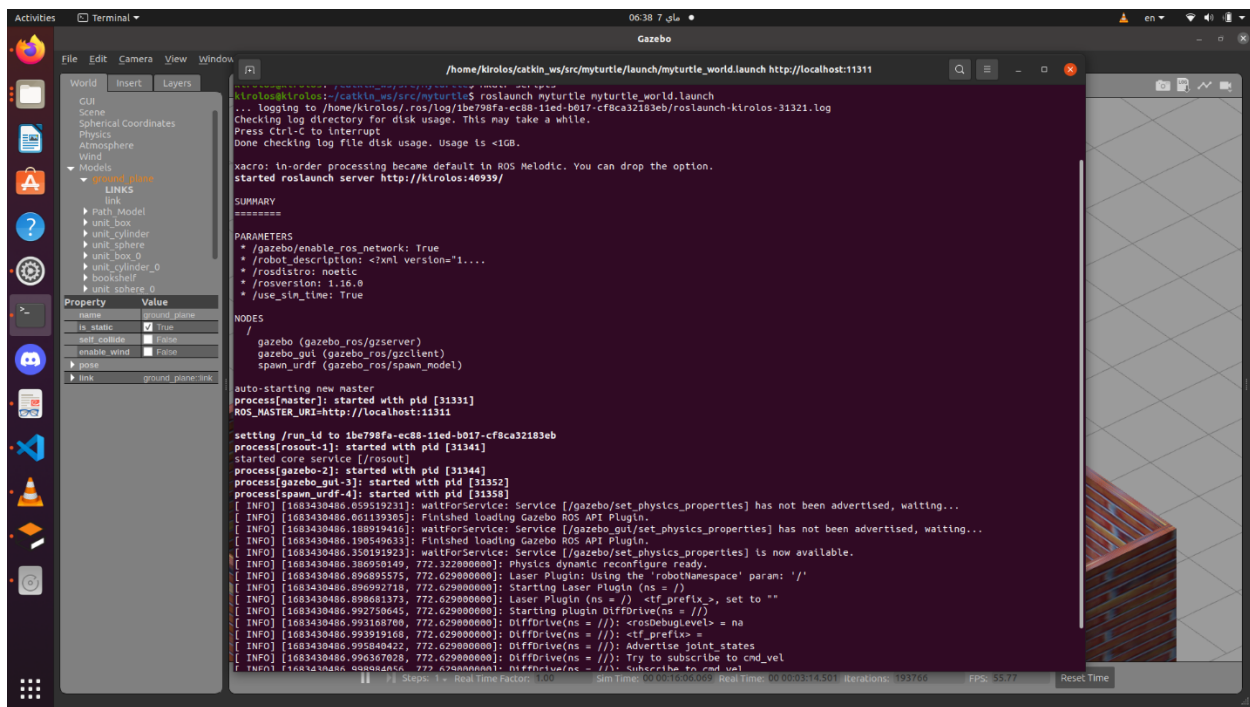 Activities
Terminal
06:38 7 ماي
en
Gazebo
File Edit Camera View Window
/home/kirolos/catkin_ws/src/myturtle/launch/myturtle_world.launch http://localhost:11311
World Insert Layers
GUI
Scene
Spherical Coordinates
Physics
Atmosphere
Wind
Models
ground_plane
LINKS
link
Path_Model
unit_box
unit_cylinder
unit_sphere
unit_box_0
unit_cylinder_0
bookshelf
unit_sphere_0
Property Value
name ground_plane
is_static True
self_collide False
enable_wind False
pose
link ground_plane::link
kirolos@kirolos:~/catkin_ws/src/myturtle$ mkdir scripts
kirolos@kirolos:~/catkin_ws/src/myturtle$ roslaunch myturtle myturtle_world.launch
... logging to /home/kirolos/.ros/log/1be798fa-ec88-11ed-b017-cf8ca32183eb/roslaunch-kirolos-31321.log
Checking log directory for disk usage. This may take a while.
Press Ctrl-C to interrupt
Done checking log file disk usage. Usage is <1GB.
xacro: in-order processing became default in ROS Melodic. You can drop the option.
started roslaunch server http://kirolos:40939/
SUMMARY
========
PARAMETERS
* /gazebo/enable_ros_network: True
* /robot_description: <?xml version="1....
* /rosdistro: noetic
* /rosversion: 1.16.0
* /use_sim_time: True
NODES
/
gazebo (gazebo_ros/gzserver)
gazebo_gui (gazebo_ros/gzclient)
spawn_urdf (gazebo_ros/spawn_model)
auto-starting new master
process[master]: started with pid [31331]
ROS_MASTER_URI=http://localhost:11311
setting /run_id to 1be798fa-ec88-11ed-b017-cf8ca32183eb
process[rosout-1]: started with pid [31341]
started core service [/rosout]
process[gazebo-2]: started with pid [31344]
process[gazebo_gui-3]: started with pid [31352]
process[spawn_urdf-4]: started with pid [31358]
[ INFO] [1683430486.059519231]: waitForService: Service [/gazebo/set_physics_properties] has not been advertised, waiting...
[ INFO] [1683430486.061139305]: Finished loading Gazebo ROS API Plugin.
[ INFO] [1683430486.188919416]: waitForService: Service [/gazebo_gui/set_physics_properties] has not been advertised, waiting...
[ INFO] [1683430486.190549633]: Finished loading Gazebo ROS API Plugin.
[ INFO] [1683430486.350191923]: waitForService: Service [/gazebo/set_physics_properties] is now available.
[ INFO] [1683430486.386950149, 772.322000000]: Physics dynamic reconfigure ready.
[ INFO] [1683430486.896895575, 772.629000000]: Laser Plugin: Using the 'robotNamespace' param: '/'
[ INFO] [1683430486.896992718, 772.629000000]: Starting Laser Plugin (ns = /)
[ INFO] [1683430486.898681373, 772.629000000]: Laser Plugin (ns = /) <tf_prefix_>, set to ""
[ INFO] [1683430486.992750645, 772.629000000]: Starting plugin DiffDrive(ns = //)
[ INFO] [1683430486.993168700, 772.629000000]: DiffDrive(ns = //): <rosDebugLevel> = na
[ INFO] [1683430486.993919168, 772.629000000]: DiffDrive(ns = //): <tf_prefix> =
[ INFO] [1683430486.995840422, 772.629000000]: DiffDrive(ns = //): Advertise joint_states
[ INFO] [1683430486.996367028, 772.629000000]: DiffDrive(ns = //): Try to subscribe to cmd_vel
[ INFO] [1683430486.998984056, 772.629000000]: DiffDrive(ns = //): Subscribe to cmd_vel
Steps: 1 Real Time Factor: 1.00 Sim Time: 00 00:16:06.069 Real Time: 00 00:03:14.501 Iterations: 193766 FPS: 55.77 Reset Time